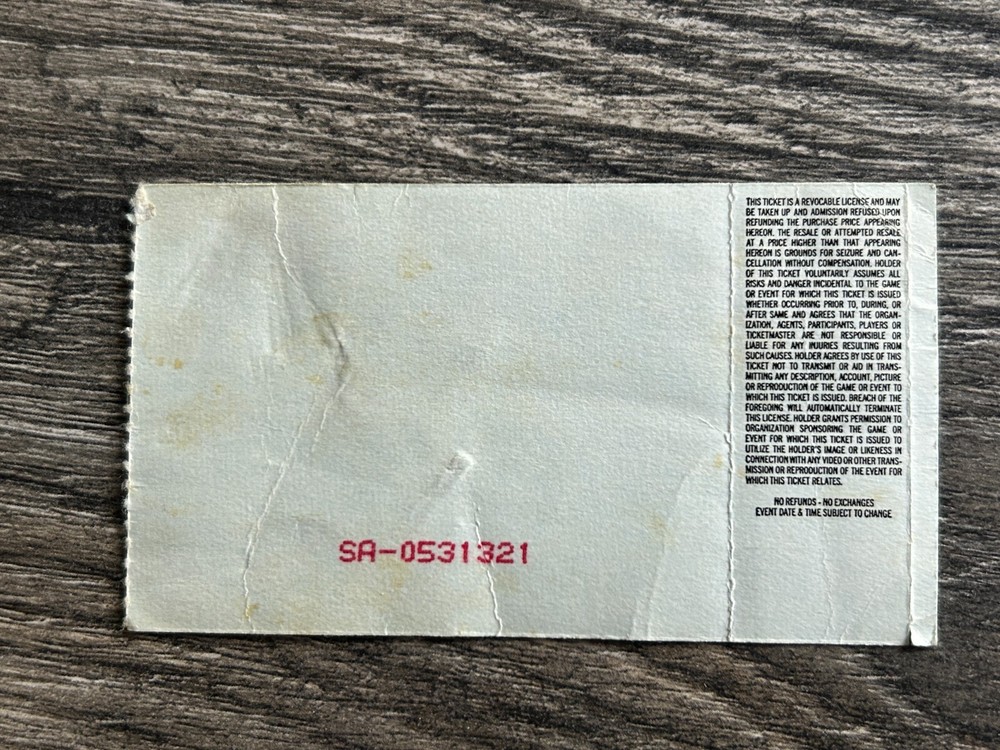 THIS TICKET IS A REVOCABLE LICENSE AND MAY
BE TAKEN UP AND ADMISSION REFUSED UPON
REFUNDING THE PURCHASE PRICE APPEARING
HEREON. THE RESALE OR ATTEMPTED RESALE
AT A PRICE HIGHER THAN THAT APPEARING
HEREON IS GROUNDS FOR SEIZURE AND CAN-
CELLATION WITHOUT COMPENSATION. HOLDER
OF THIS TICKET VOLUNTARILY ASSUMES ALL
RISKS AND DANGER INCIDENTAL TO THE GAME
OR EVENT FOR WHICH THIS TICKET IS ISSUED
WHETHER OCCURRING PRIOR TO, DURING, OR
AFTER SAME AND AGREES THAT THE ORGAN-
IZATION, AGENTS, PARTICIPANTS, PLAYERS OR
TICKETMASTER ARE NOT RESPONSIBLE OR
LIABLE FOR ANY INJURIES RESULTING FROM
SUCH CAUSES. HOLDER AGREES BY USE OF THIS
TICKET NOT TO TRANSMIT OR AID IN TRANS-
MITTING ANY DESCRIPTION, ACCOUNT, PICTURE
OR REPRODUCTION OF THE GAME OR EVENT TO
WHICH THIS TICKET IS ISSUED. BREACH OF THE
FOREGOING WILL AUTOMATICALLY TERMINATE
THIS LICENSE. HOLDER GRANTS PERMISSION TO
ORGANIZATION SPONSORING THE GAME OR
EVENT FOR WHICH THIS TICKET IS ISSUED TO
UTILIZE THE HOLDER'S IMAGE OR LIKENESS IN
CONNECTION WITH ANY VIDEO OR OTHER TRANS-
MISSION OR REPRODUCTION OF THE EVENT FOR
WHICH THIS TICKET RELATES.
NO REFUNDS - NO EXCHANGES
EVENT DATE & TIME SUBJECT TO CHANGE
SA-0531321